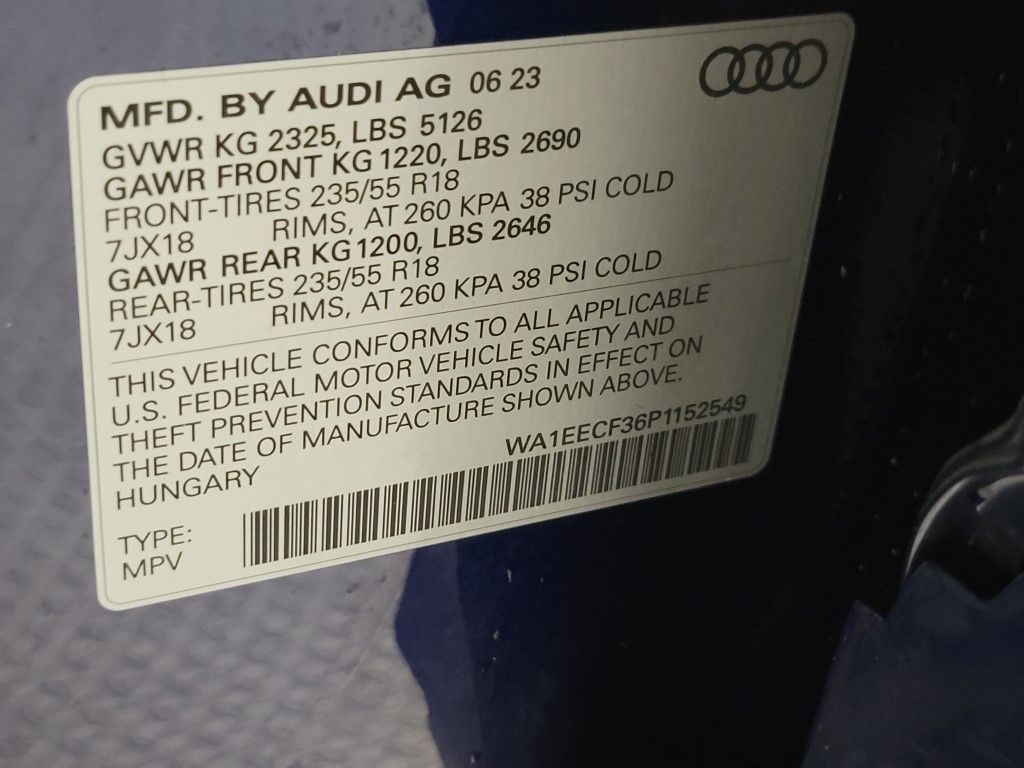 MFD. BY AUDI AG 06 23
GVWR KG 2325, LBS 5126
GAWR FRONT KG 1220, LBS 2690
FRONT-TIRES 235/55 R18
7JX18 RIMS, AT 260 KPA 38 PSI COLD
GAWR REAR KG 1200, LBS 2646
REAR-TIRES 235/55 R18
7JX18 RIMS, AT 260 KPA 38 PSI COLD
THIS VEHICLE CONFORMS TO ALL APPLICABLE
U.S. FEDERAL MOTOR VEHICLE SAFETY AND
THEFT PREVENTION STANDARDS IN EFFECT ON
THE DATE OF MANUFACTURE SHOWN ABOVE.
HUNGARY WA1EECF36P1152549
TYPE:
MPV